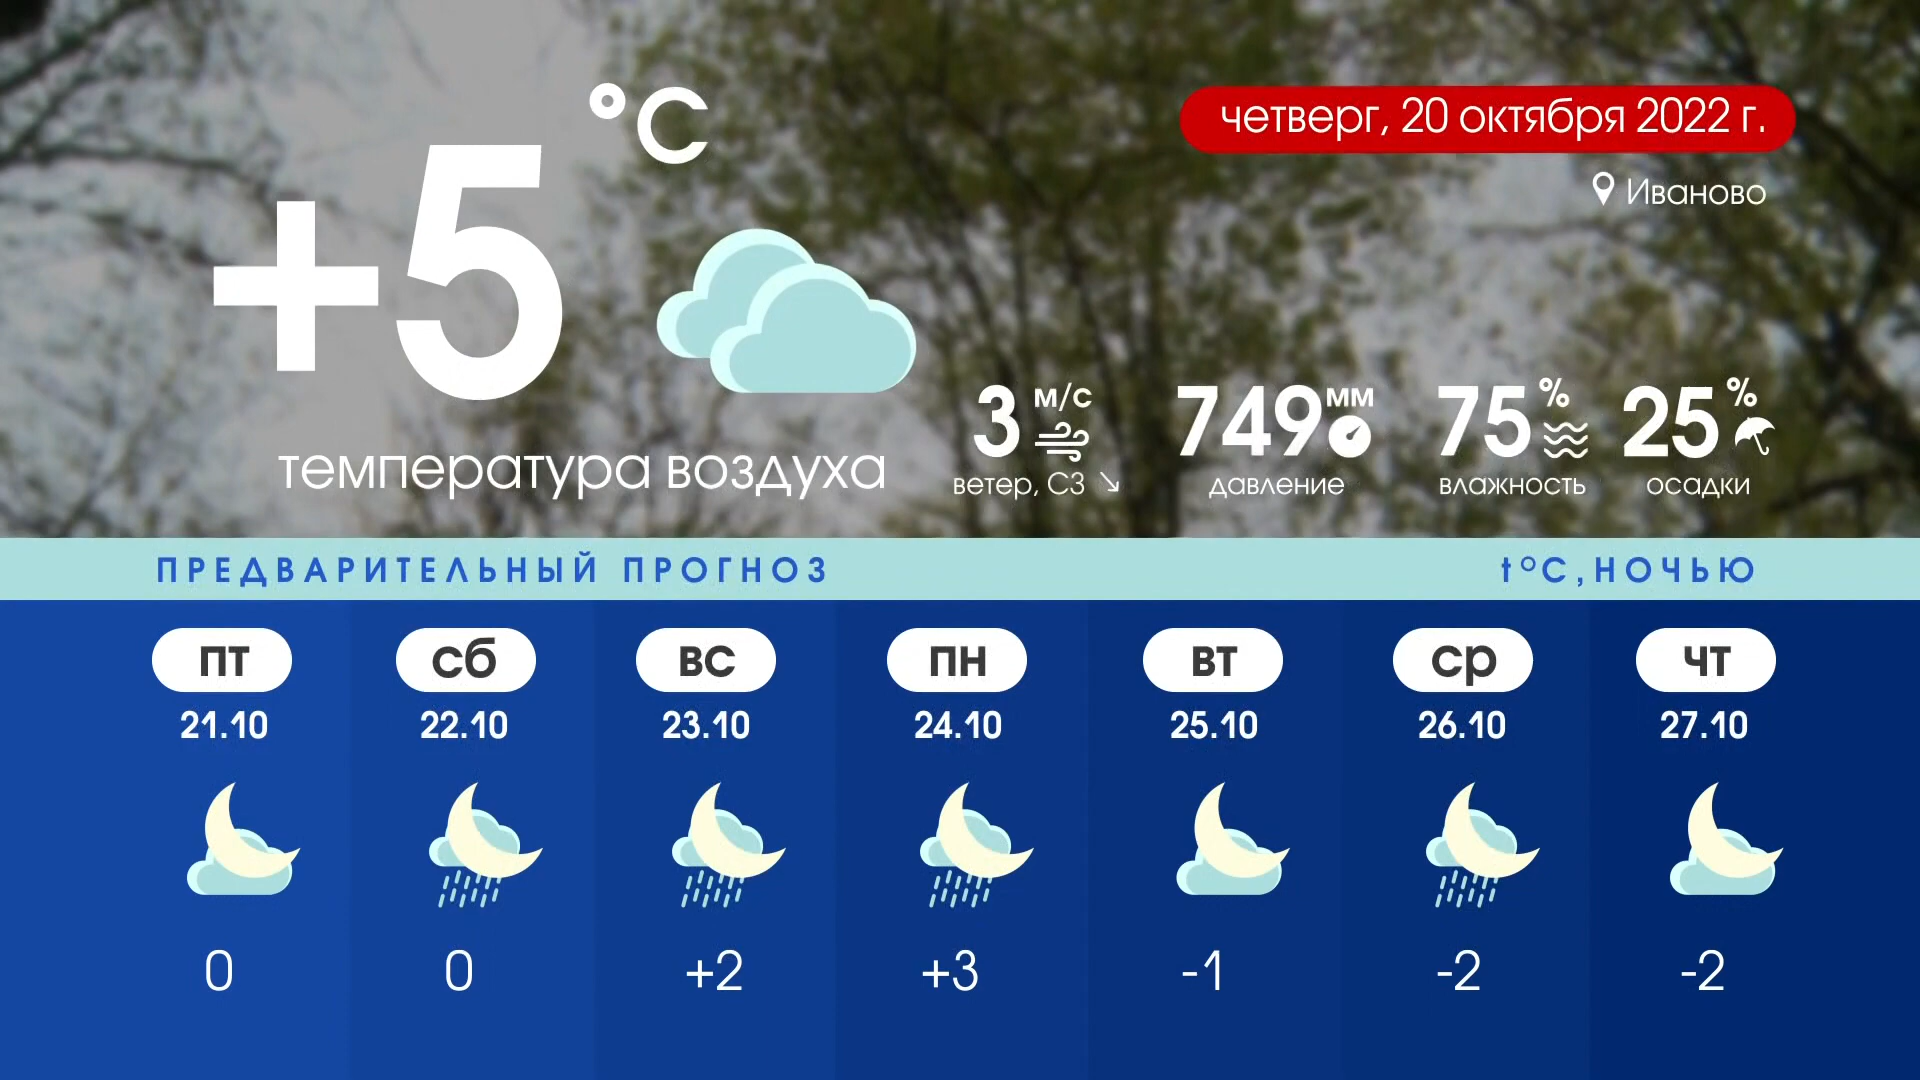 четверг, 20 октября 2022 г.
Иваново
+5 °C
температура воздуха
3 м/с
ветер, СЗ ↘
749 мм
давление
75 %
влажность
25 %
осадки
ПРЕДВАРИТЕЛЬНЫЙ ПРОГНОЗ
t°C, НОЧЬЮ
пт сб вс пн вт ср чт
21.10 22.10 23.10 24.10 25.10 26.10 27.10
0 0 +2 +3 -1 -2 -2